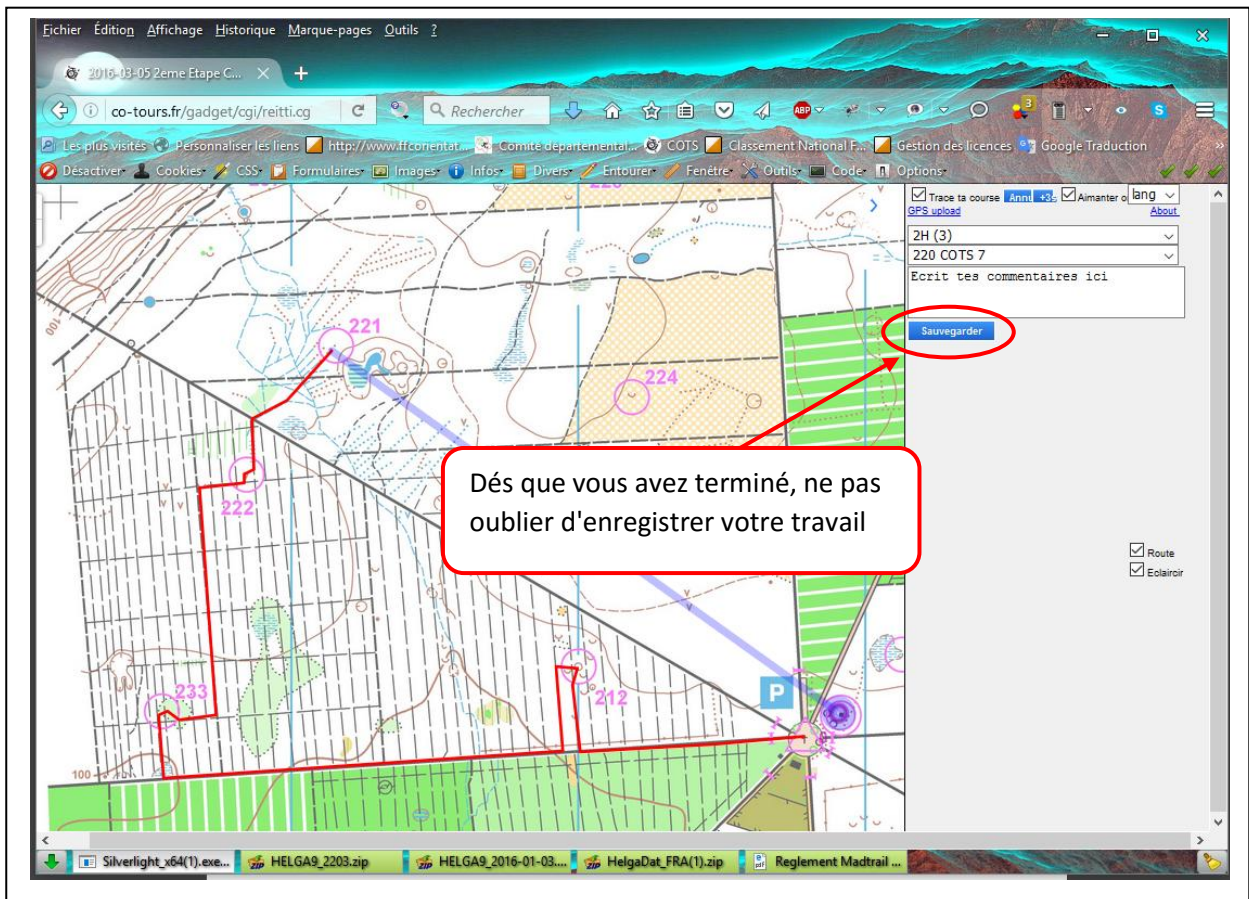 Fichier Édition Affichage Historique Marque-pages Outils ?
2016-03-05 2eme Etape C...
co-tours.fr/gadget/cgi/reitti.cg
Rechercher
ABP
3
S
Les plus visités Personnaliser les liens http://www.ffcorientat... Comité départemental... COTS Classement National F... Gestion des licences Google Traduction »
Désactiver Cookies CSS Formulaires Images Infos Divers Entourer Fenêtre Outils Code Options
Trace ta course Annu +3s Aimanter o lang
GPS upload About
2H (3)
220 COTS 7
Ecrit tes commentaires ici
Sauvegarder
100
221
224
222
Dés que vous avez terminé, ne pas
oublier d'enregistrer votre travail
Route
Eclaircir
233
212
P
100
Silverlight_x64(1).exe... HELGA9_2203.zip HELGA9_2016-01-03.... HelgaDat_FRA(1).zip Reglement Madtrail ...